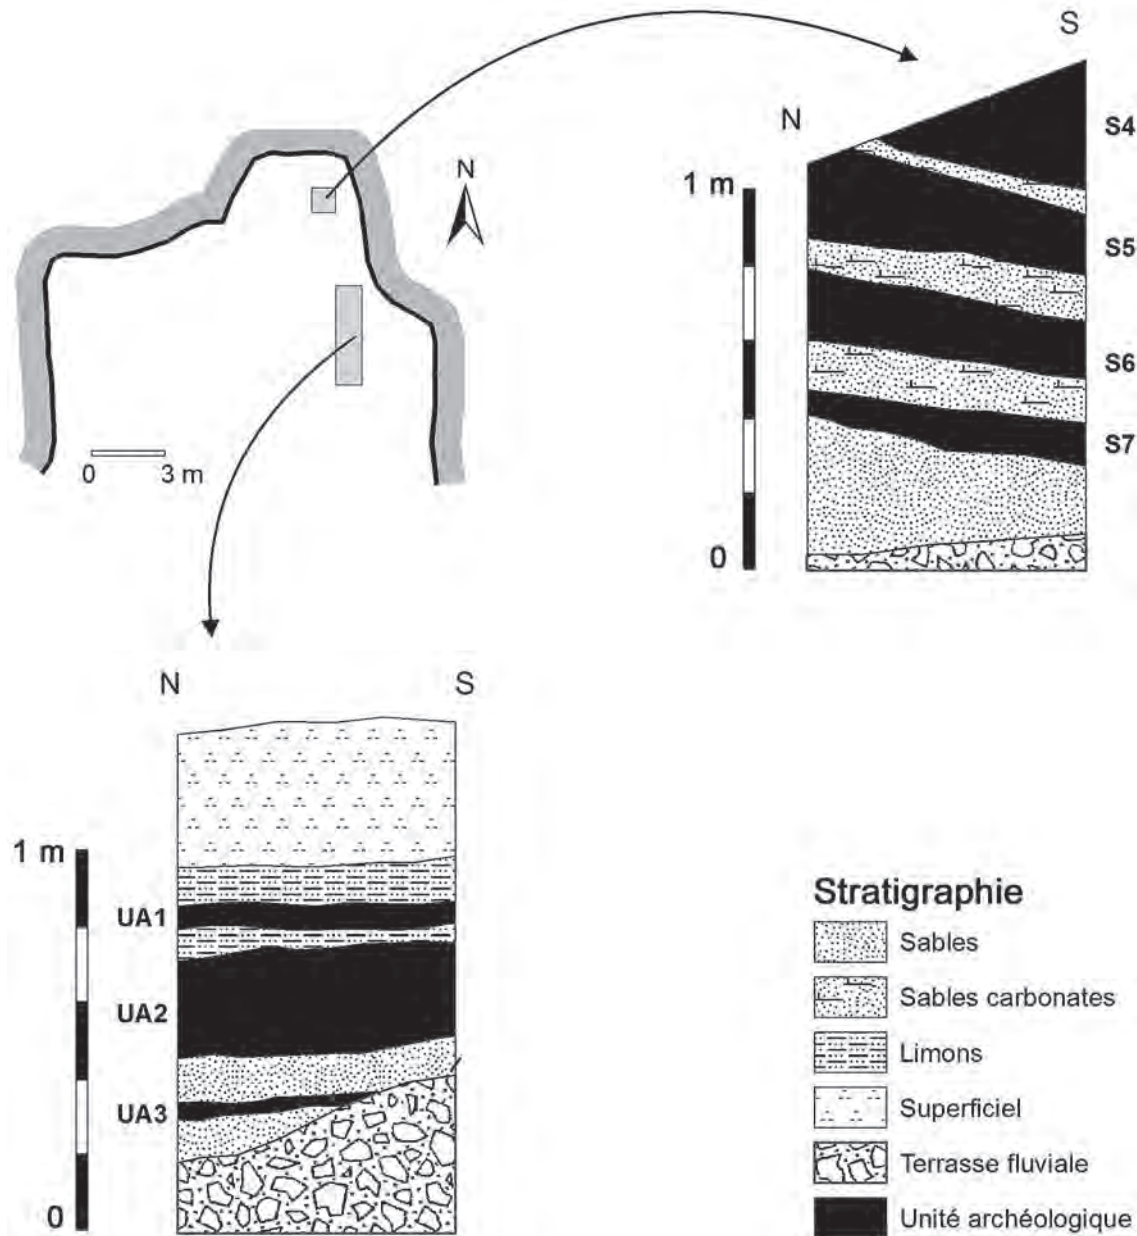 S
N
S4
N
1 m
S5
S6
0 3 m
S7
0
N S
1 m
UA1
Stratigraphie
Sables
UA2
Sables carbonates
Limons
Superficiel
UA3
Terrasse fluviale
0
Unité archéologique